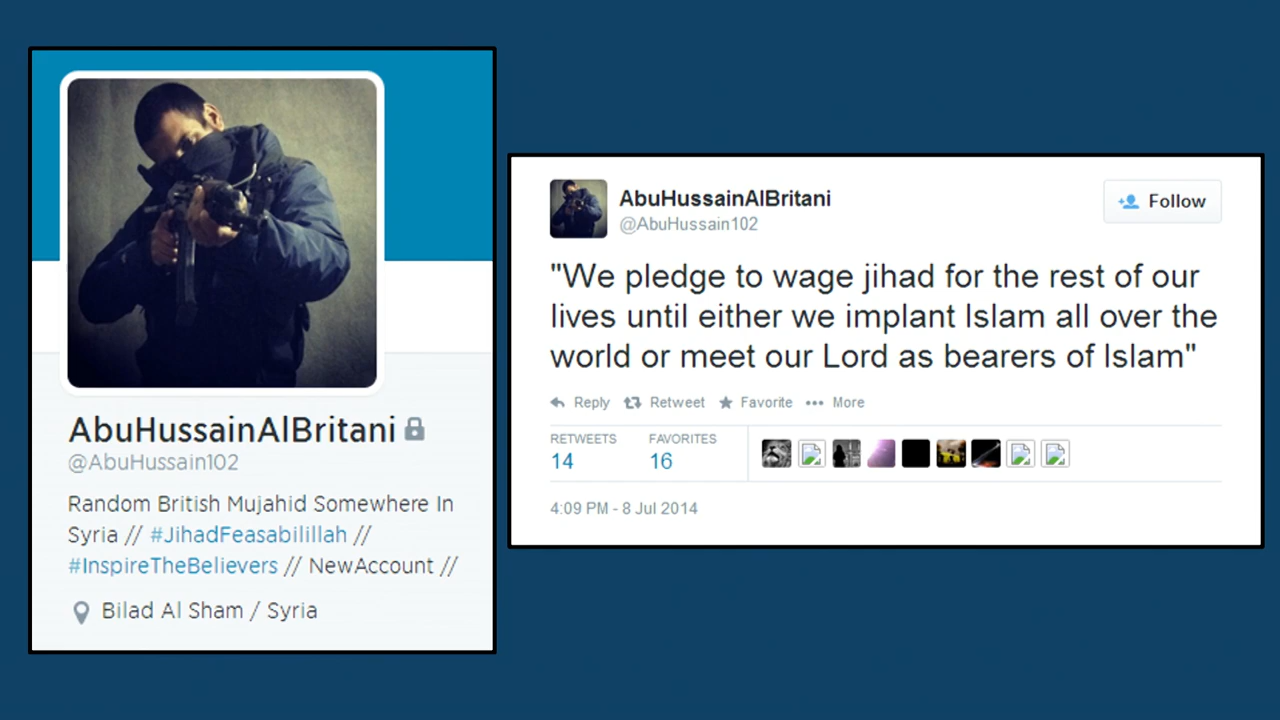 AbuHussainAlBritani
@AbuHussain102
Random British Mujahid Somewhere In
Syria // #JihadFeasabilillah //
#InspireTheBelievers // NewAccount //
Bilad Al Sham / Syria
AbuHussainAlBritani
@AbuHussain102
Follow
"We pledge to wage jihad for the rest of our
lives until either we implant Islam all over the
world or meet our Lord as bearers of Islam"
Reply Retweet Favorite More
RETWEETS FAVORITES
14 16
4:09 PM - 8 Jul 2014